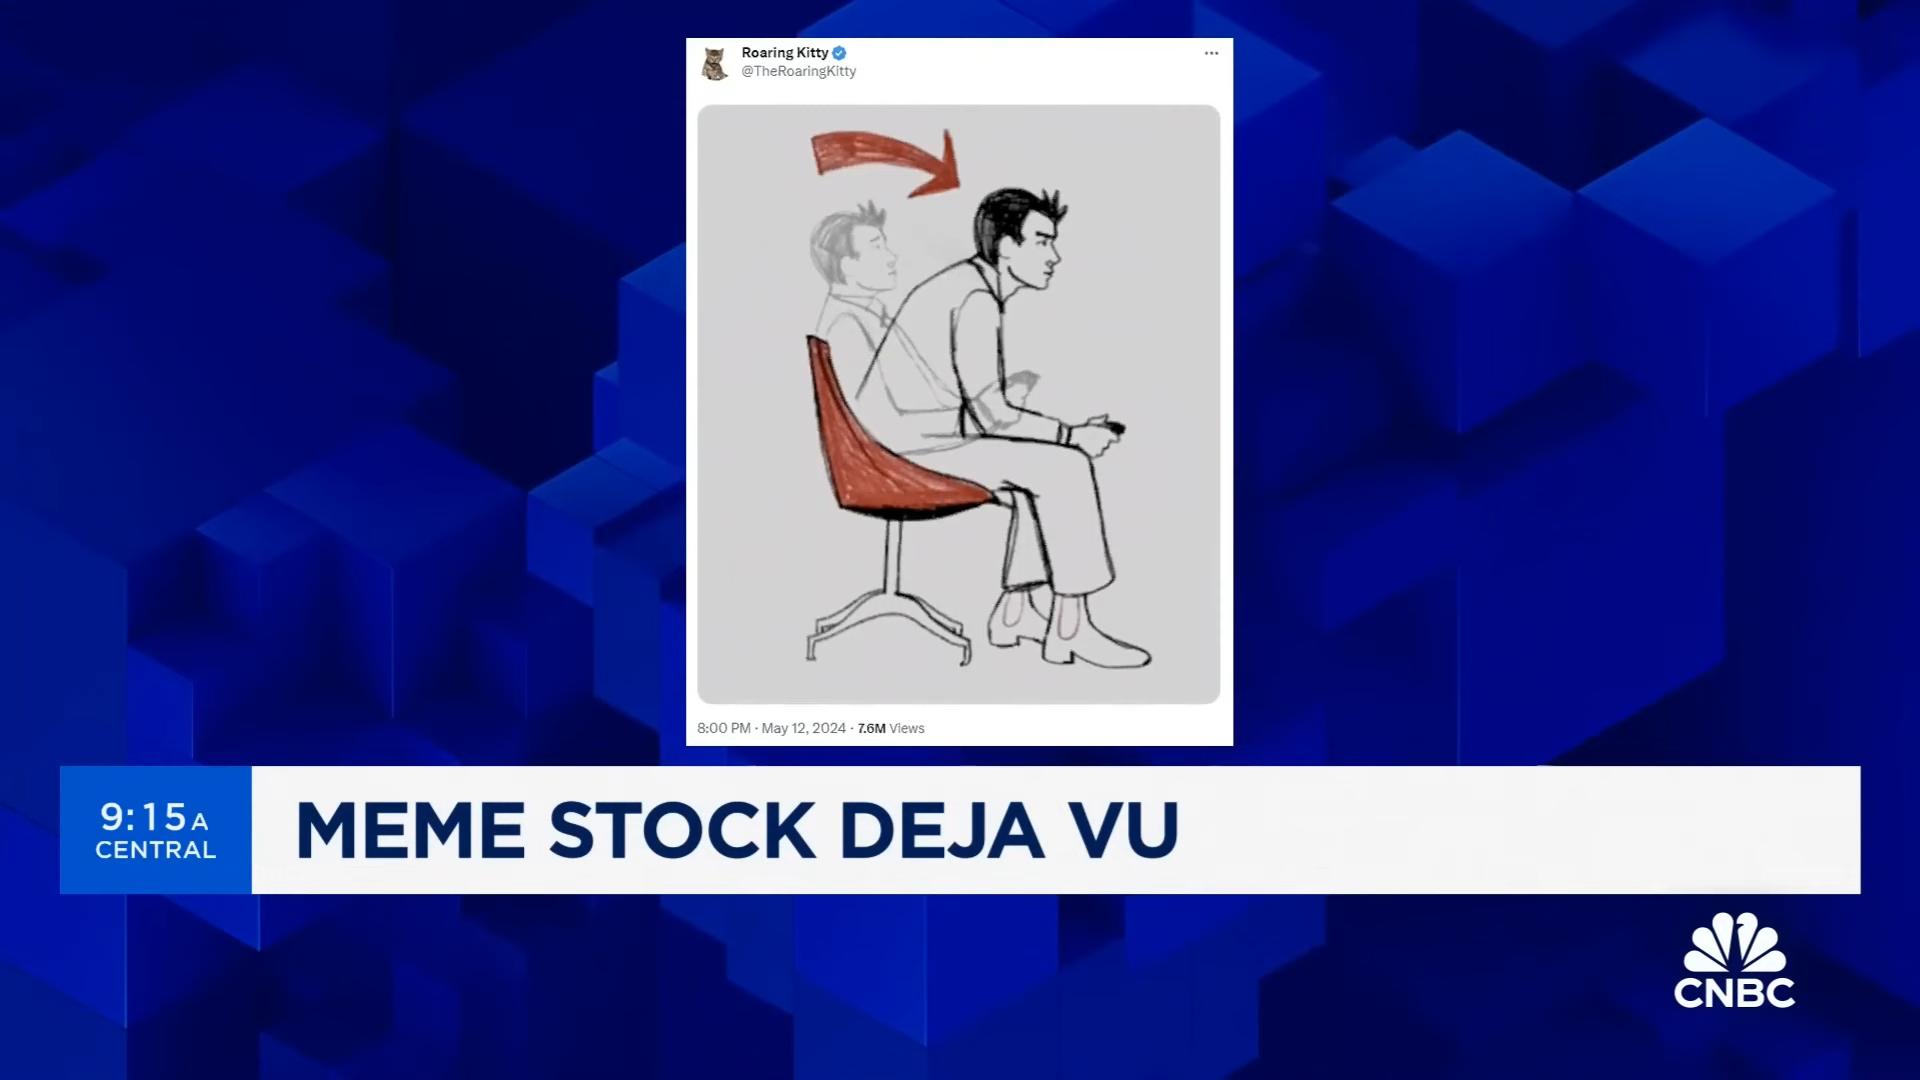 Roaring Kitty
@TheRoaringKitty
8:00 PM · May 12, 2024 · 7.6M Views
9:15A
CENTRAL
MEME STOCK DEJA VU
CNBC